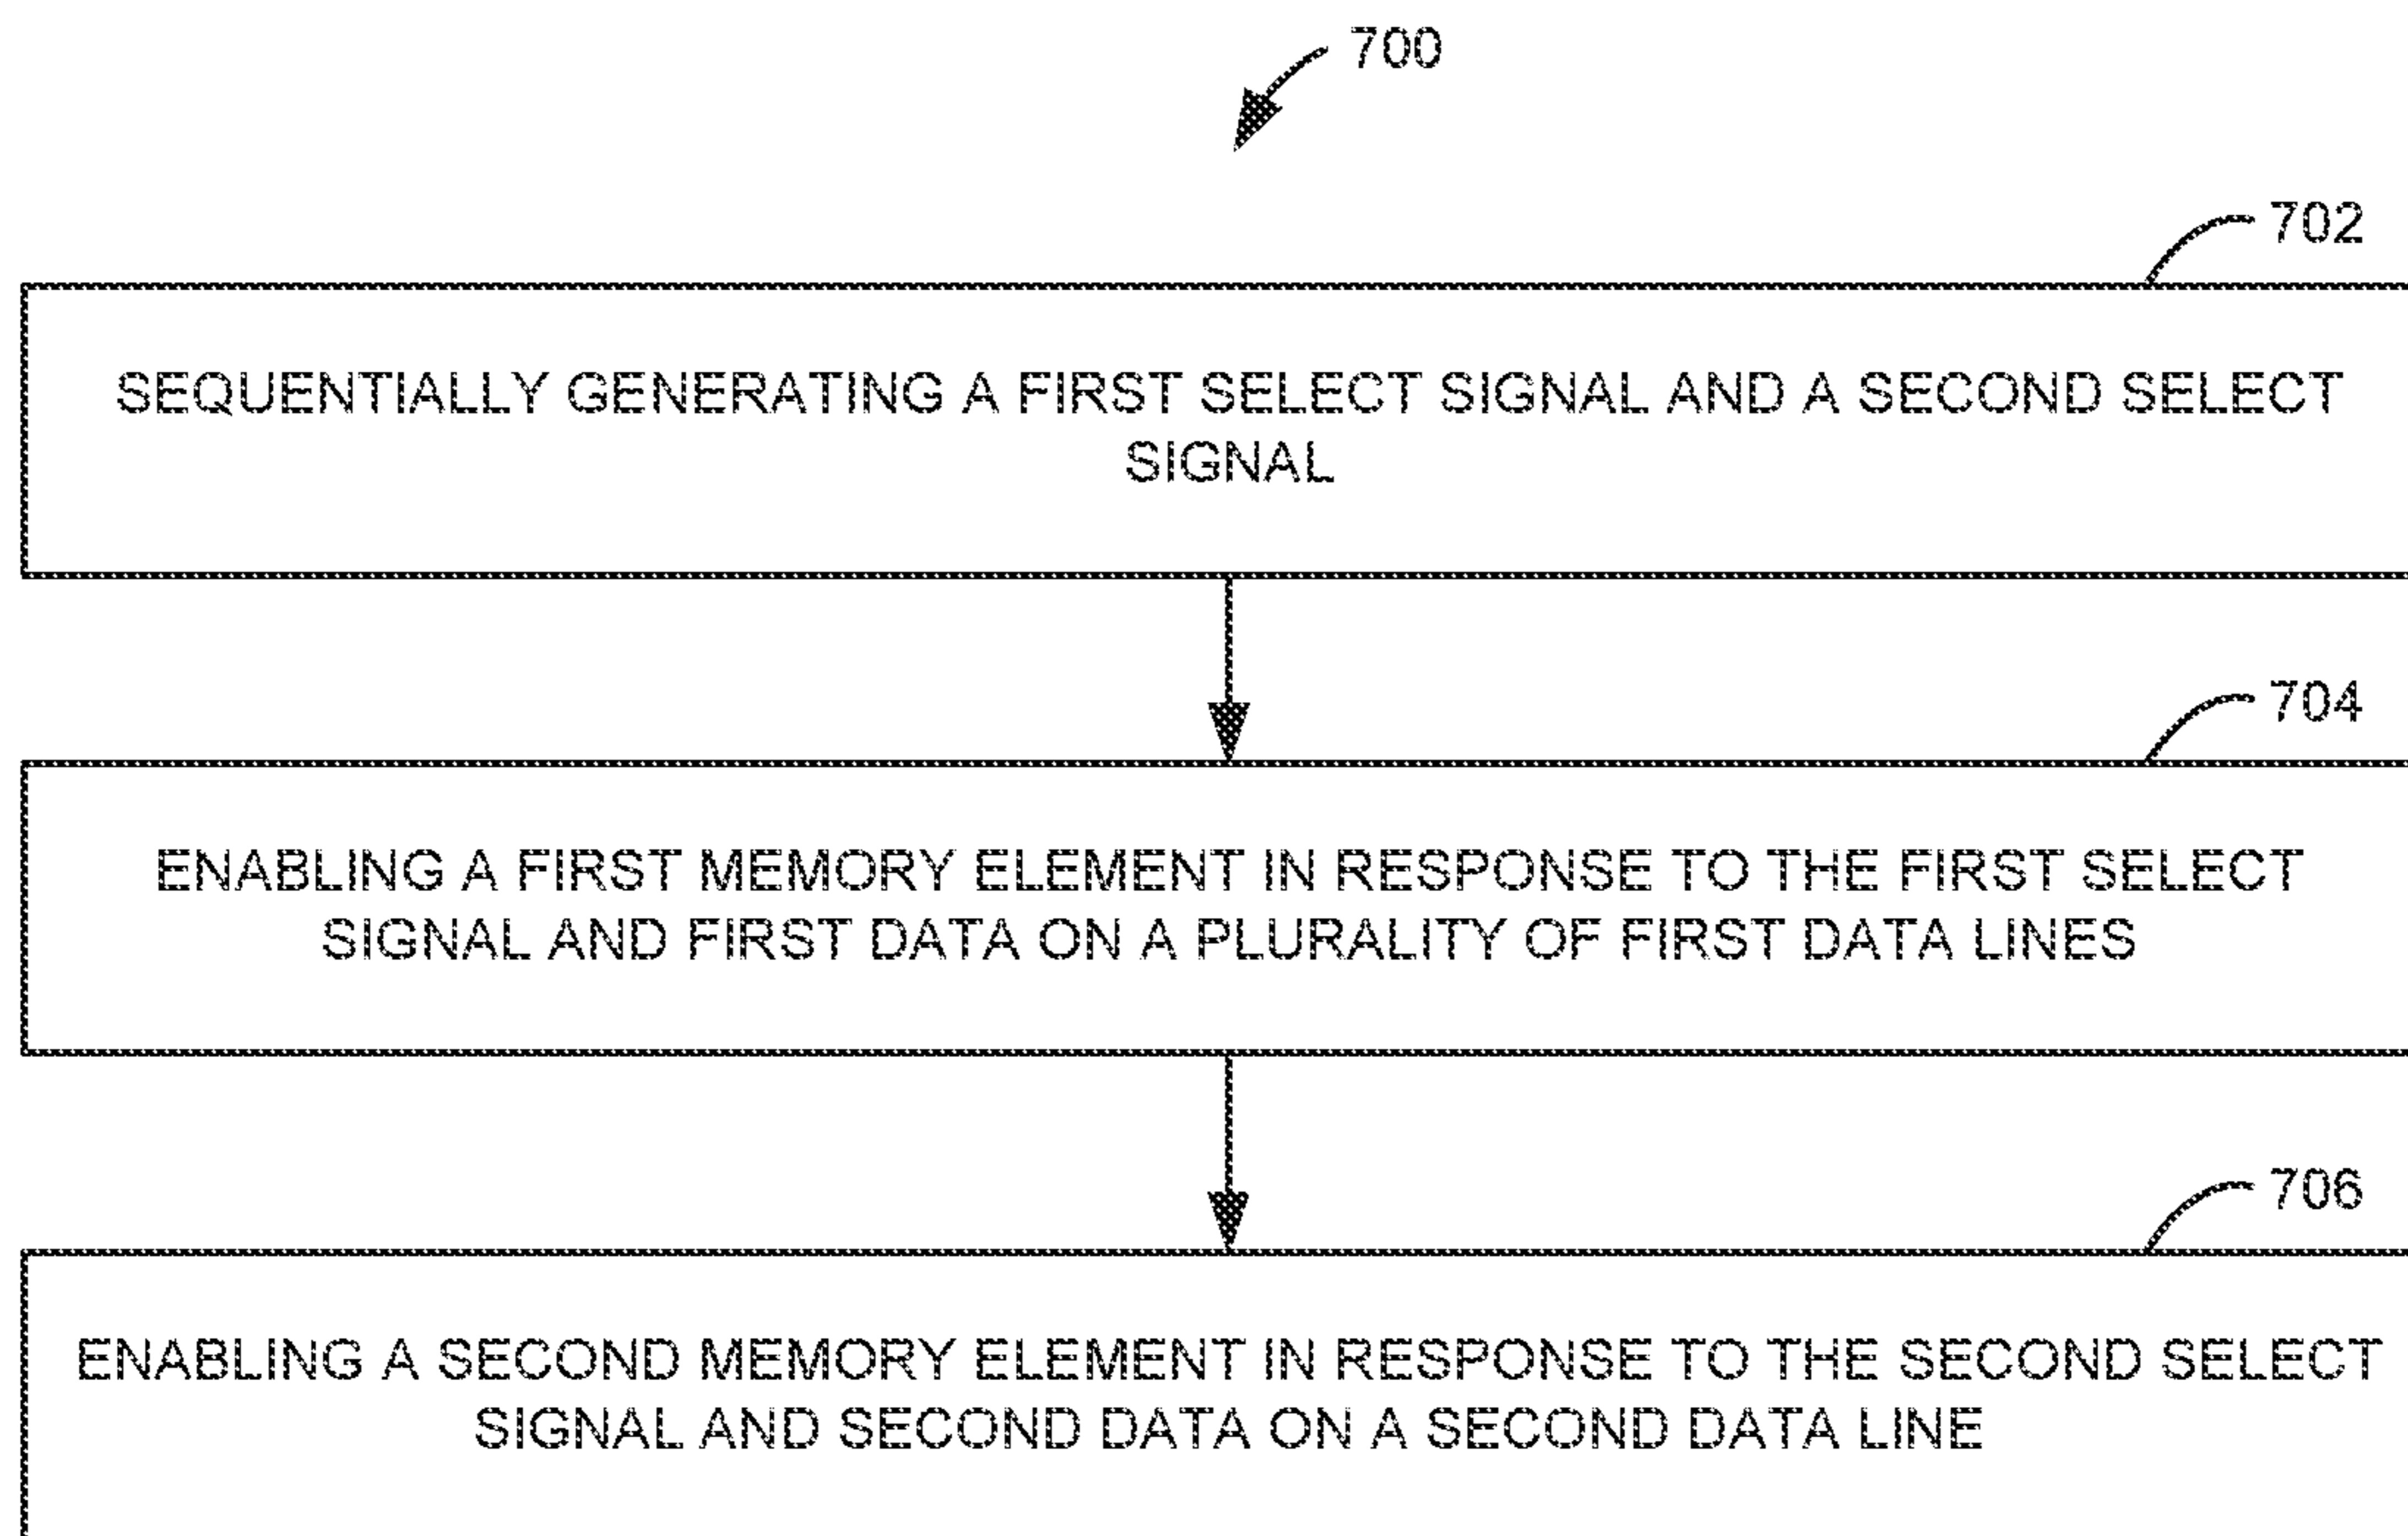 700
702
SEQUENTIALLY GENERATING A FIRST SELECT SIGNAL AND A SECOND SELECT
SIGNAL
704
ENABLING A FIRST MEMORY ELEMENT IN RESPONSE TO THE FIRST SELECT
SIGNAL AND FIRST DATA ON A PLURALITY OF FIRST DATA LINES
706
ENABLING A SECOND MEMORY ELEMENT IN RESPONSE TO THE SECOND SELECT
SIGNAL AND SECOND DATA ON A SECOND DATA LINE